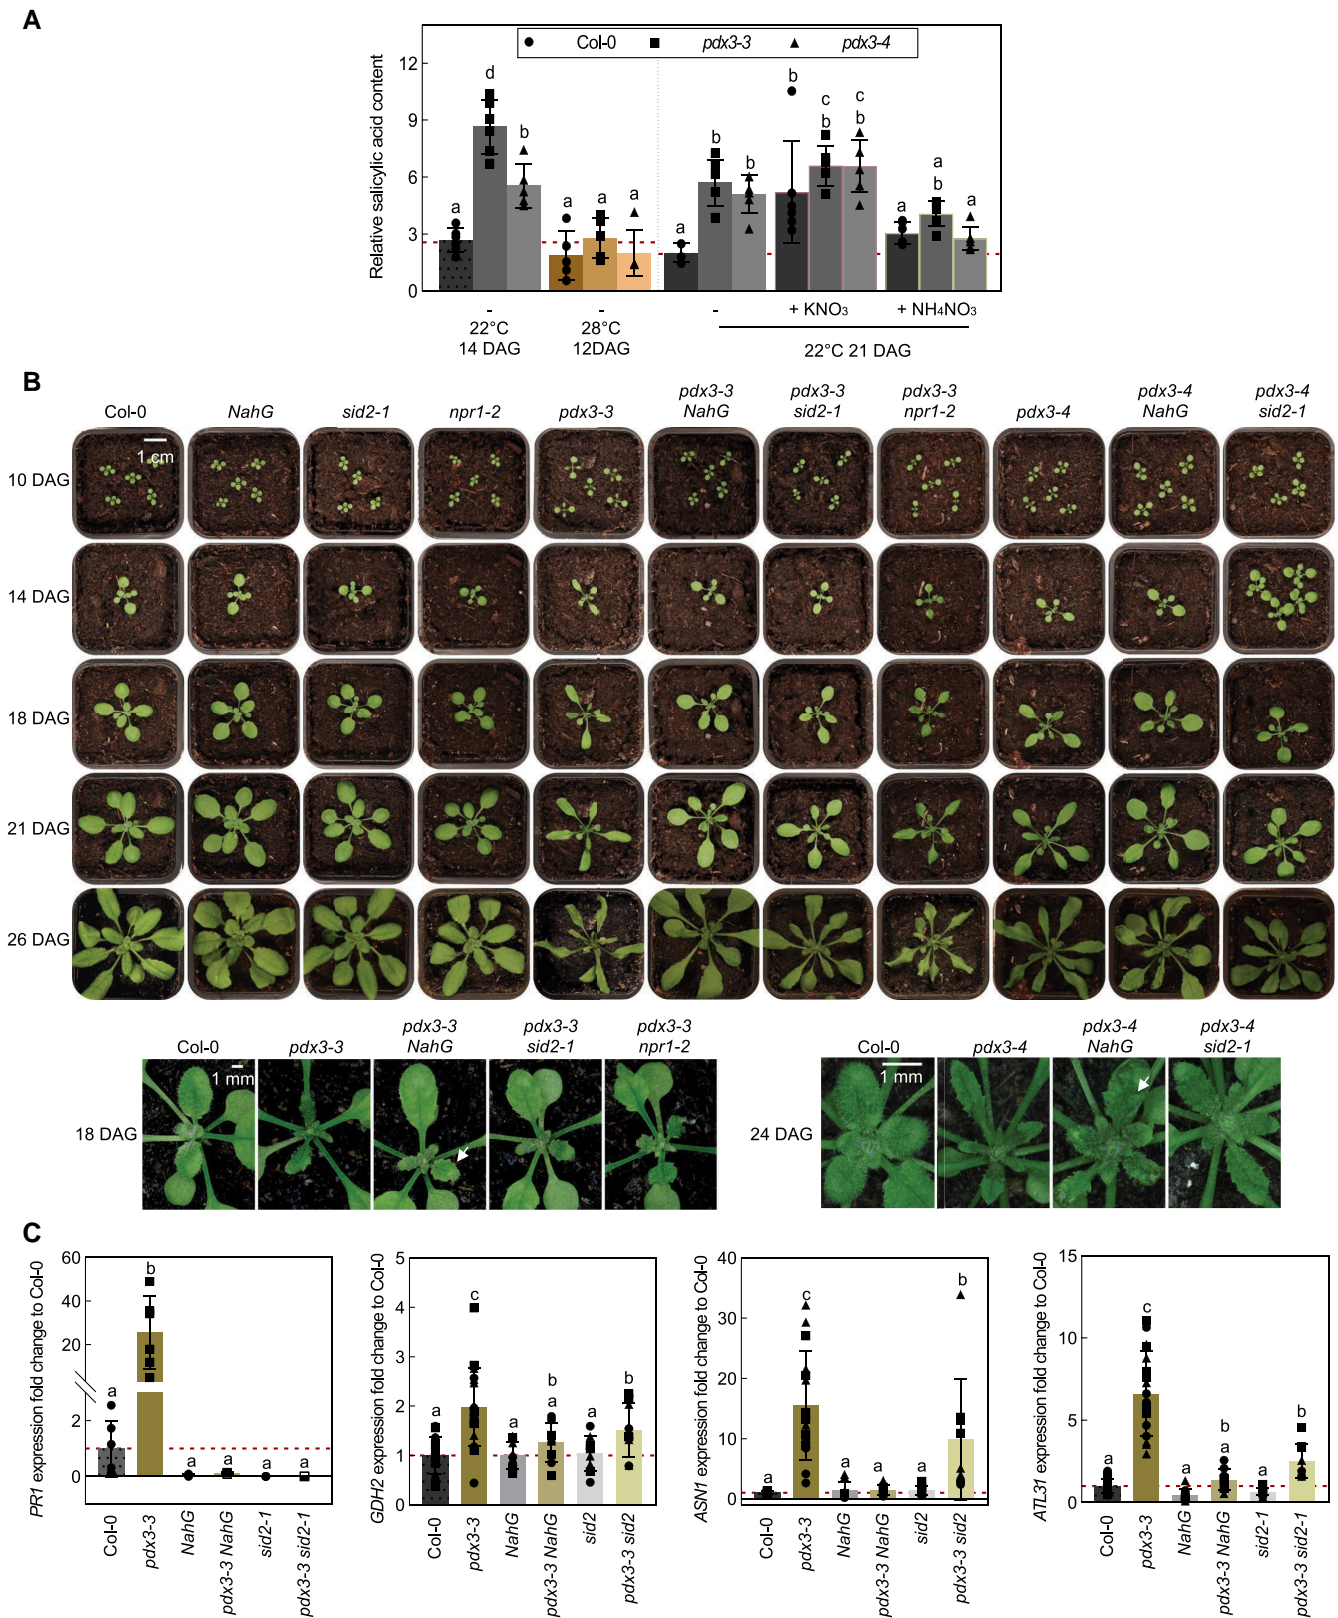 A
Relative salicylic acid content
Col-0 pdx3-3 pdx3-4
12
9
6
3
0
a d b a a a a b b b c b c b a a b a
- - - + KNO₃ + NH₄NO₃
22°C 28°C
14 DAG 12DAG 22°C 21 DAG
B
Col-0 NahG sid2-1 npr1-2 pdx3-3 pdx3-3 NahG pdx3-3 sid2-1 pdx3-3 npr1-2 pdx3-4 pdx3-4 NahG pdx3-4 sid2-1
1 cm
10 DAG
14 DAG
18 DAG
21 DAG
26 DAG
Col-0 pdx3-3 pdx3-3 NahG pdx3-3 sid2-1 pdx3-3 npr1-2
1 mm
18 DAG
Col-0 pdx3-4 pdx3-4 NahG pdx3-4 sid2-1
1 mm
24 DAG
C
PR1 expression fold change to Col-0
60
40
20
2
0
a b a a a a
Col-0 pdx3-3 NahG pdx3-3 NahG sid2-1 pdx3-3 sid2-1
GDH2 expression fold change to Col-0
5
4
3
2
1
0
a c a b a a b a
Col-0 pdx3-3 NahG pdx3-3 NahG sid2 pdx3-3 sid2
ASN1 expression fold change to Col-0
40
30
20
10
0
a c a a a b
Col-0 pdx3-3 NahG pdx3-3 NahG sid2 pdx3-3 sid2
ATL31 expression fold change to Col-0
15
10
5
0
a c a b a a b
Col-0 pdx3-3 NahG pdx3-3 NahG sid2-1 pdx3-3 sid2-1